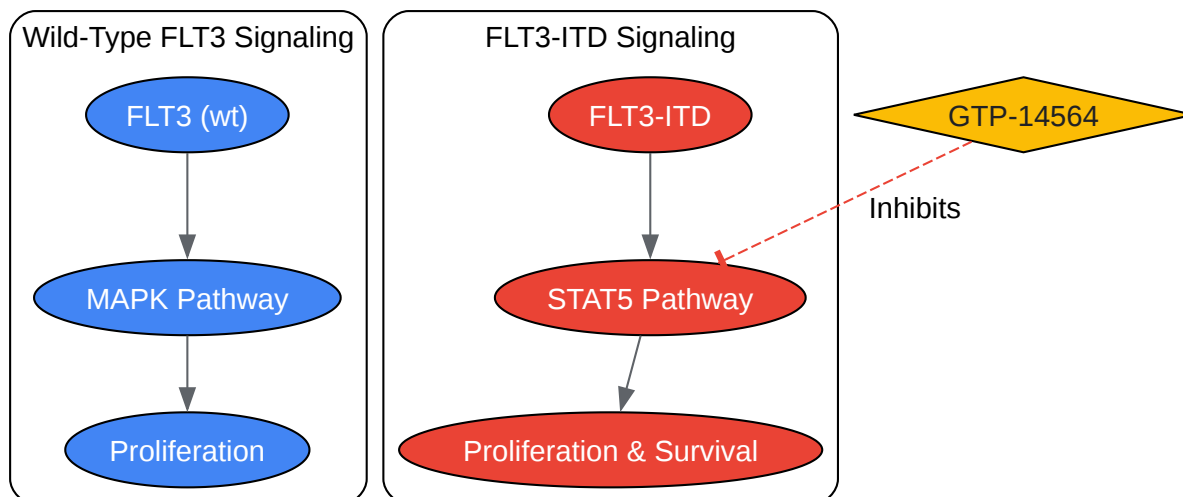 Wild-Type FLT3 Signaling
FLT3 (wt)
MAPK Pathway
Proliferation
FLT3-ITD Signaling
FLT3-ITD
STAT5 Pathway
Proliferation & Survival
GTP-14564
Inhibits